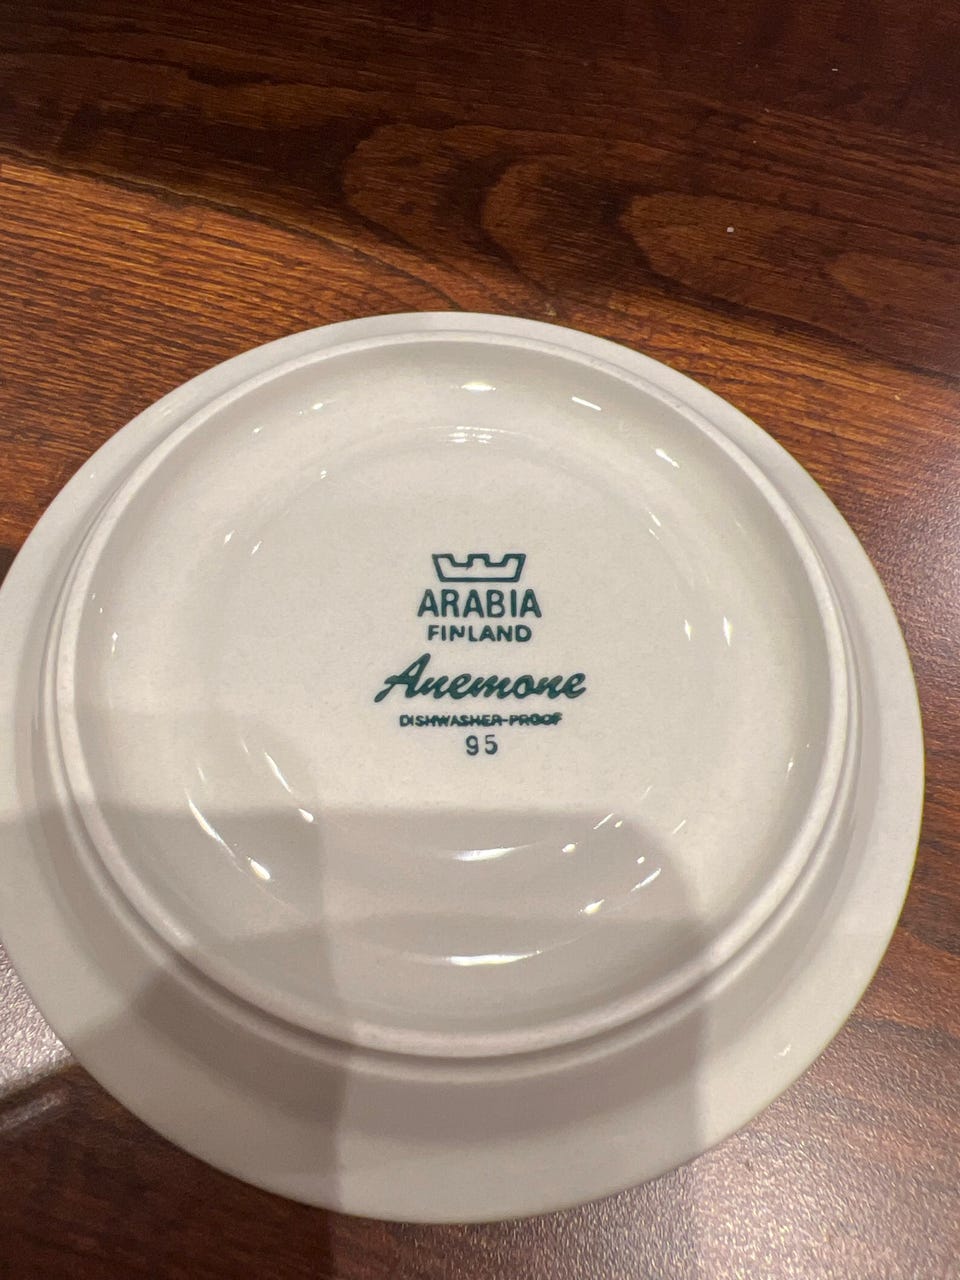 ARABIA
FINLAND
Anemone
DISHWASHER-PROOF
95